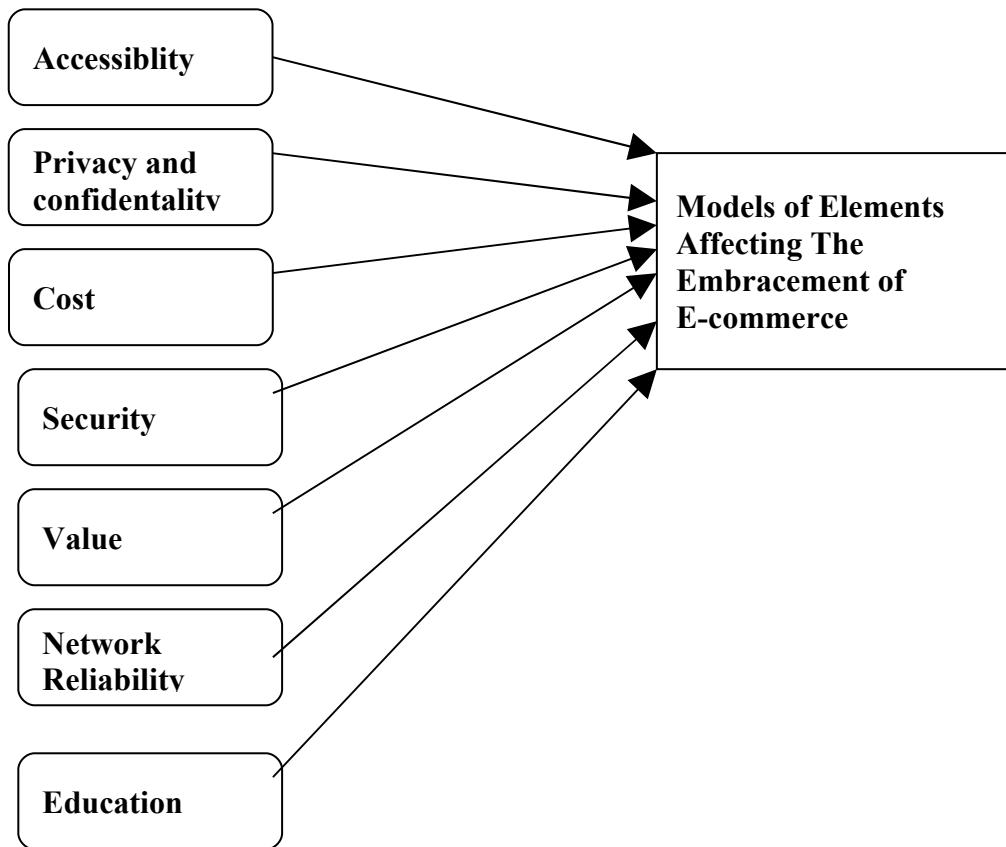 Accessiblity
Privacy and
confidentality
Cost
Security
Value
Network
Reliability
Education
Models of Elements
Affecting The
Embracement of
E-commerce